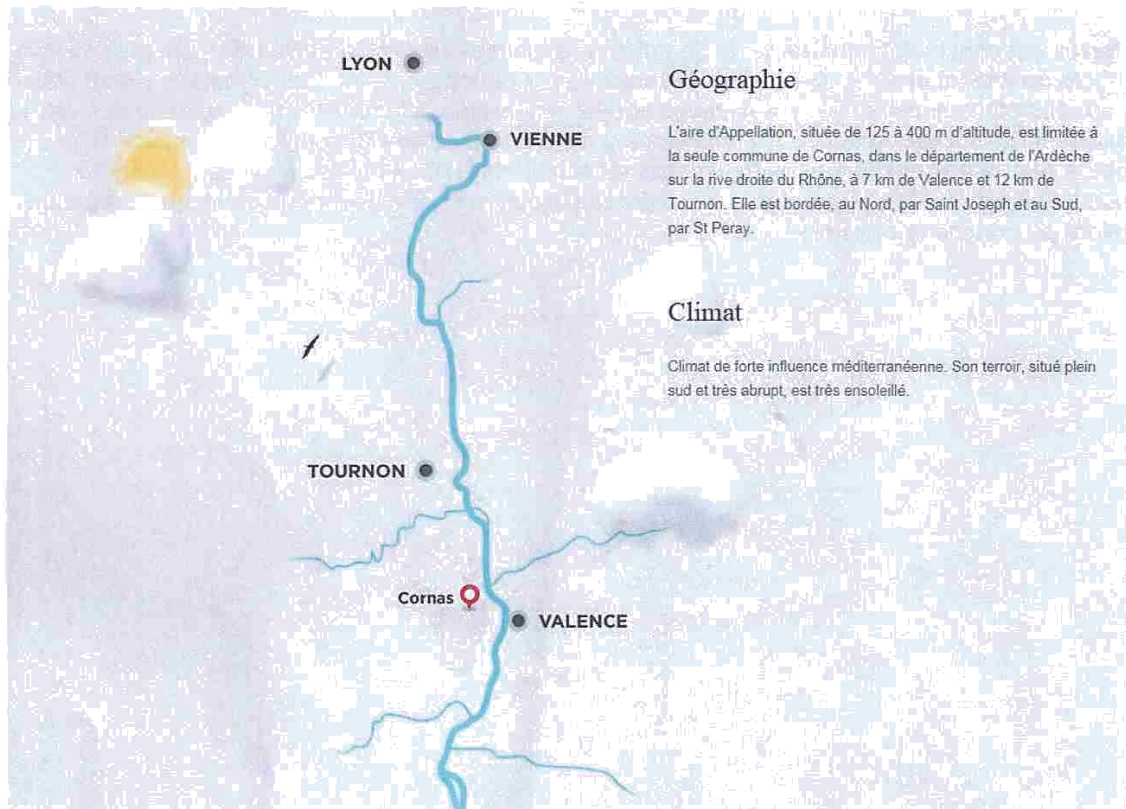 LYON
VIENNE
TOURNON
Cornas
VALENCE
Géographie
L'aire d'Appellation, située de 125 à 400 m d'altitude, est limitée à
la seule commune de Cornas, dans le département de l'Ardèche
sur la rive droite du Rhône, à 7 km de Valence et 12 km de
Tournon. Elle est bordée, au Nord, par Saint Joseph et au Sud,
par St Peray.
Climat
Climat de forte influence méditerranéenne. Son terroir, situé plein
sud et très abrupt, est très ensoleillé.